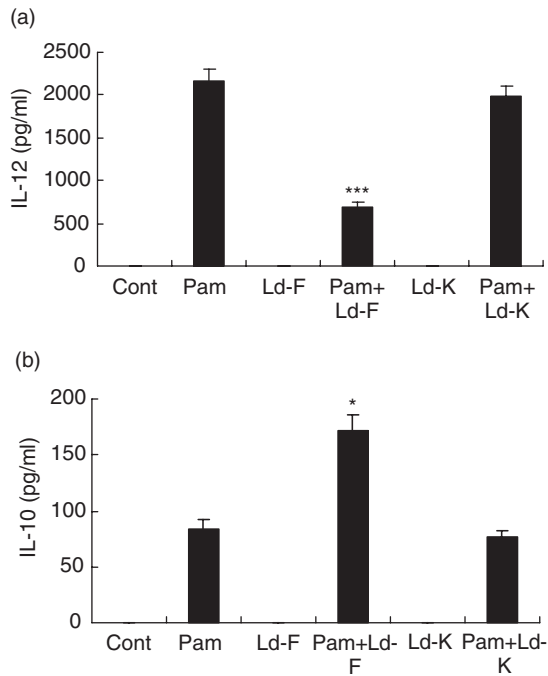 (a)
2500
2000
1500
1000
500
0
IL-12 (pg/ml)
***
Cont Pam Ld-F Pam+ Ld-K Pam+
Ld-F Ld-K
(b)
200
150
100
50
0
IL-10 (pg/ml)
*
Cont Pam Ld-F Pam+Ld- Ld-K Pam+Ld-
F K